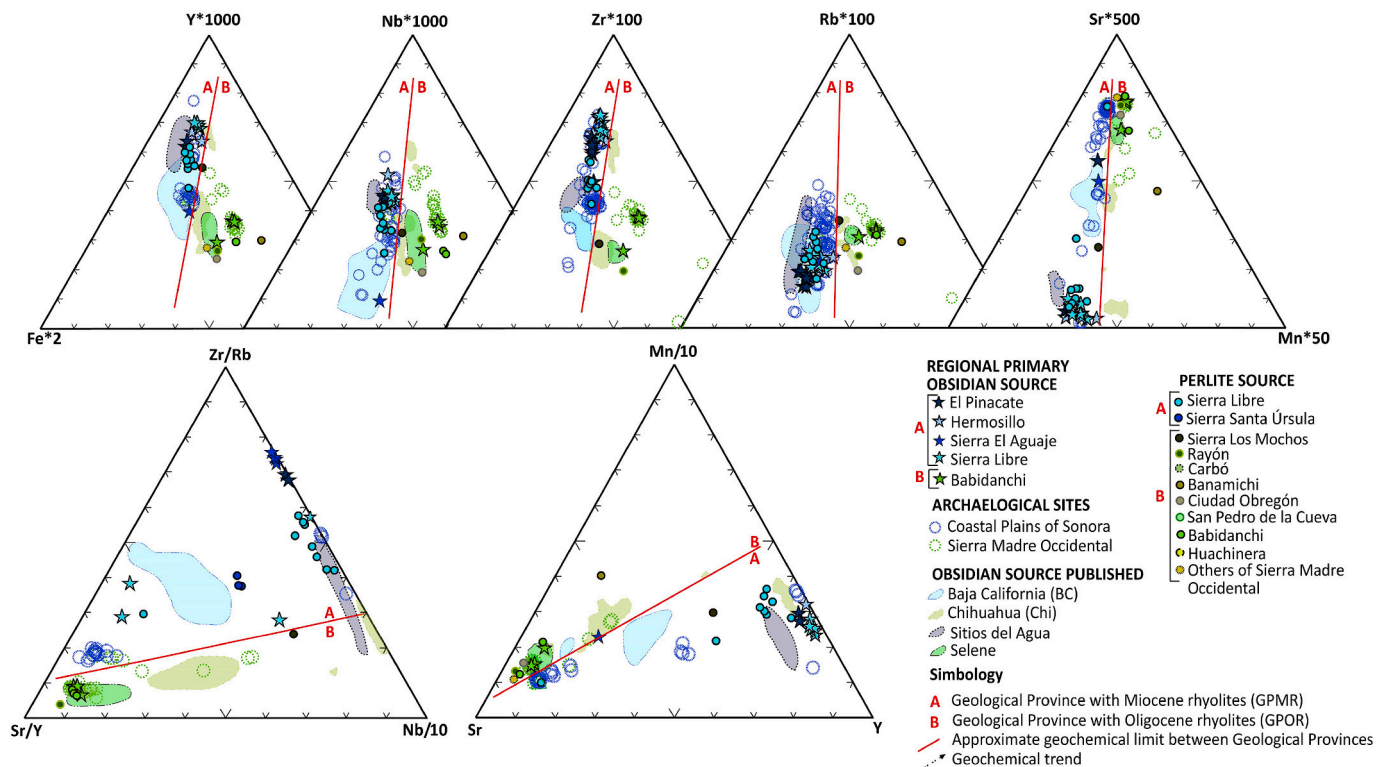 Y*1000
Nb*1000
Zr*100
Rb*100
Sr*500
A B
A B
A B
A B
A B
Fe*2
Mn*50
Zr/Rb
Mn/10
A
B
B
A
Sr/Y
Nb/10
Sr
Y
REGIONAL PRIMARY
OBSIDIAN SOURCE
A
El Pinacate
Hermosillo
Sierra El Aguaje
Sierra Libre
B
Babidanchi
ARCHAELOGICAL SITES
Coastal Plains of Sonora
Sierra Madre Occidental
OBSIDIAN SOURCE PUBLISHED
Baja California (BC)
Chihuahua (Chi)
Sitios del Agua
Selene
PERLITE SOURCE
A
Sierra Libre
Sierra Santa Úrsula
B
Sierra Los Mochos
Rayón
Carbó
Banamichi
Ciudad Obregón
San Pedro de la Cueva
Babidanchi
Huachinera
Others of Sierra Madre
Occidental
Simbology
A Geological Province with Miocene rhyolites (GPMR)
B Geological Province with Oligocene rhyolites (GPOR)
Approximate geochemical limit between Geological Provinces
Geochemical trend